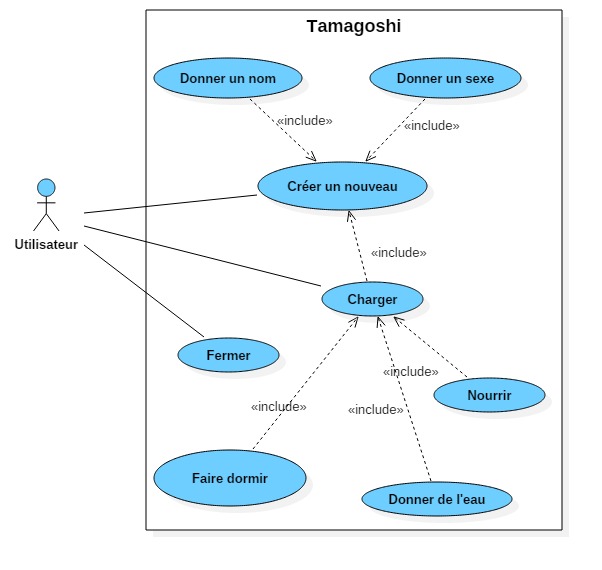 Tamagoshi
Donner un nom
Donner un sexe
«include»
«include»
Créer un nouveau
Utilisateur
«include»
Charger
Fermer
«include»
Nourrir
«include»
«include»
Faire dormir
Donner de l'eau